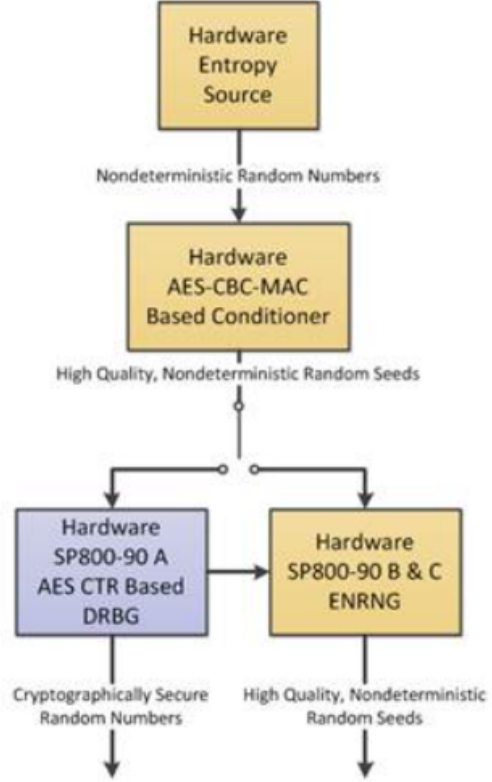 Hardware
Entropy
Source
Nondeterministic Random Numbers
Hardware
AES-CBC-MAC
Based Conditioner
High Quality, Nondeterministic Random Seeds
Hardware
SP800-90 A
AES CTR Based
DRBG
Hardware
SP800-90 B & C
ENRNG
Cryptographically Secure
Random Numbers
High Quality, Nondeterministic
Random Seeds